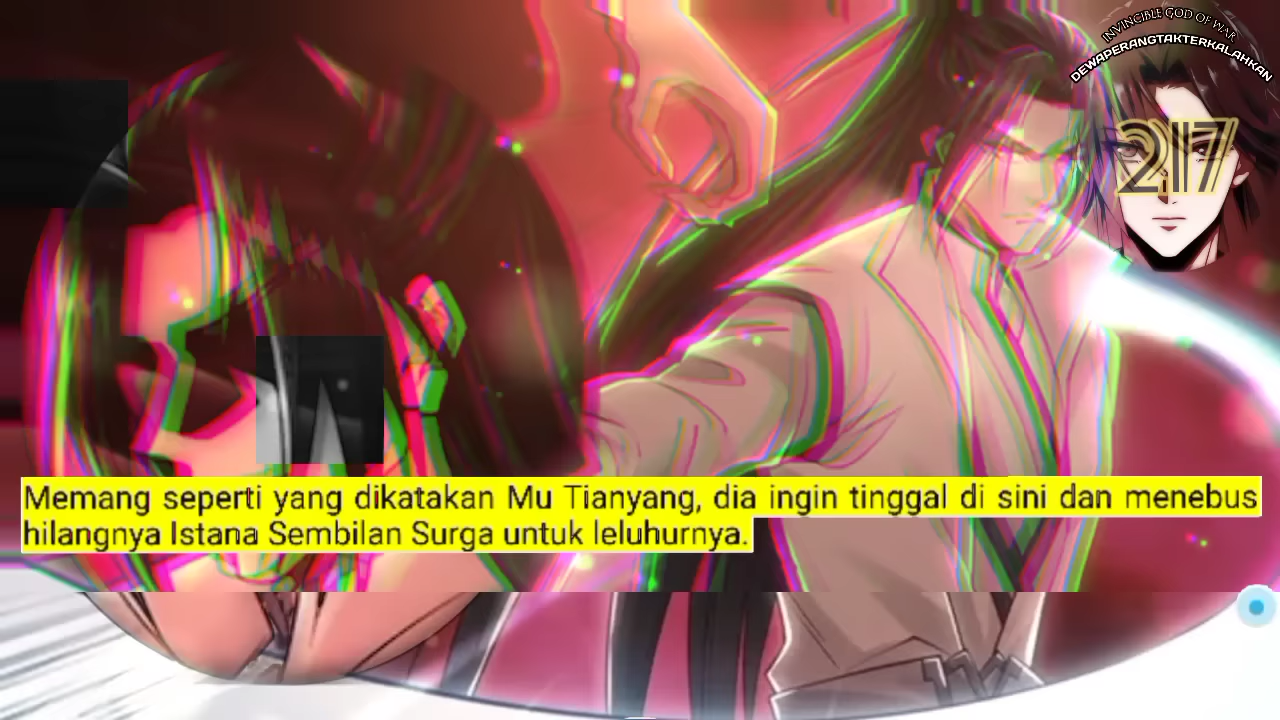 INVINCIBLE GOD OF WAR
DEWAPERANGTAKTERKALAHKAN
217
Memang seperti yang dikatakan Mu Tianyang, dia ingin tinggal di sini dan menebus
hilangnya Istana Sembilan Surga untuk leluhurnya.